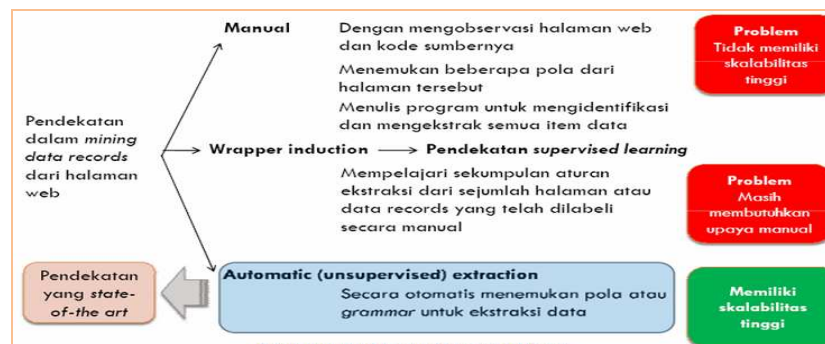 Manual
Dengan mengobservasi halaman web
dan kode sumbernya
Menemukan beberapa pola dari
halaman tersebut
Menulis program untuk mengidentifikasi
dan mengekstrak semua item data
Problem
Tidak memiliki
skalabilitas
tinggi
Pendekatan
dalam mining
data records
dari halaman
web
Wrapper induction
Pendekatan supervised learning
Mempelajari sekumpulan aturan
ekstraksi dari sejumlah halaman atau
data records yang telah dilabeli
secara manual
Problem
Masih
membutuhkan
upaya manual
Pendekatan
yang state-
of-the art
Automatic (unsupervised) extraction
Secara otomatis menemukan pola atau
grammar untuk ekstraksi data
Memiliki
skalabilitas
tinggi